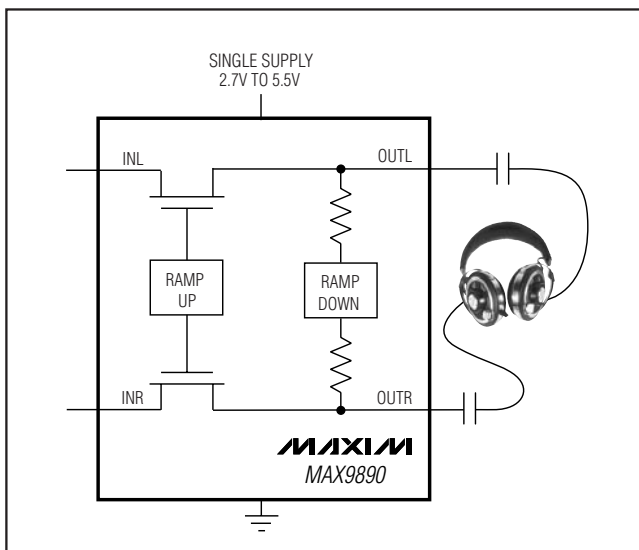 SINGLE SUPPLY
2.7V TO 5.5V
INL
OUTL
RAMP
UP
RAMP
DOWN
INR
OUTR
MAXIM
MAX9890